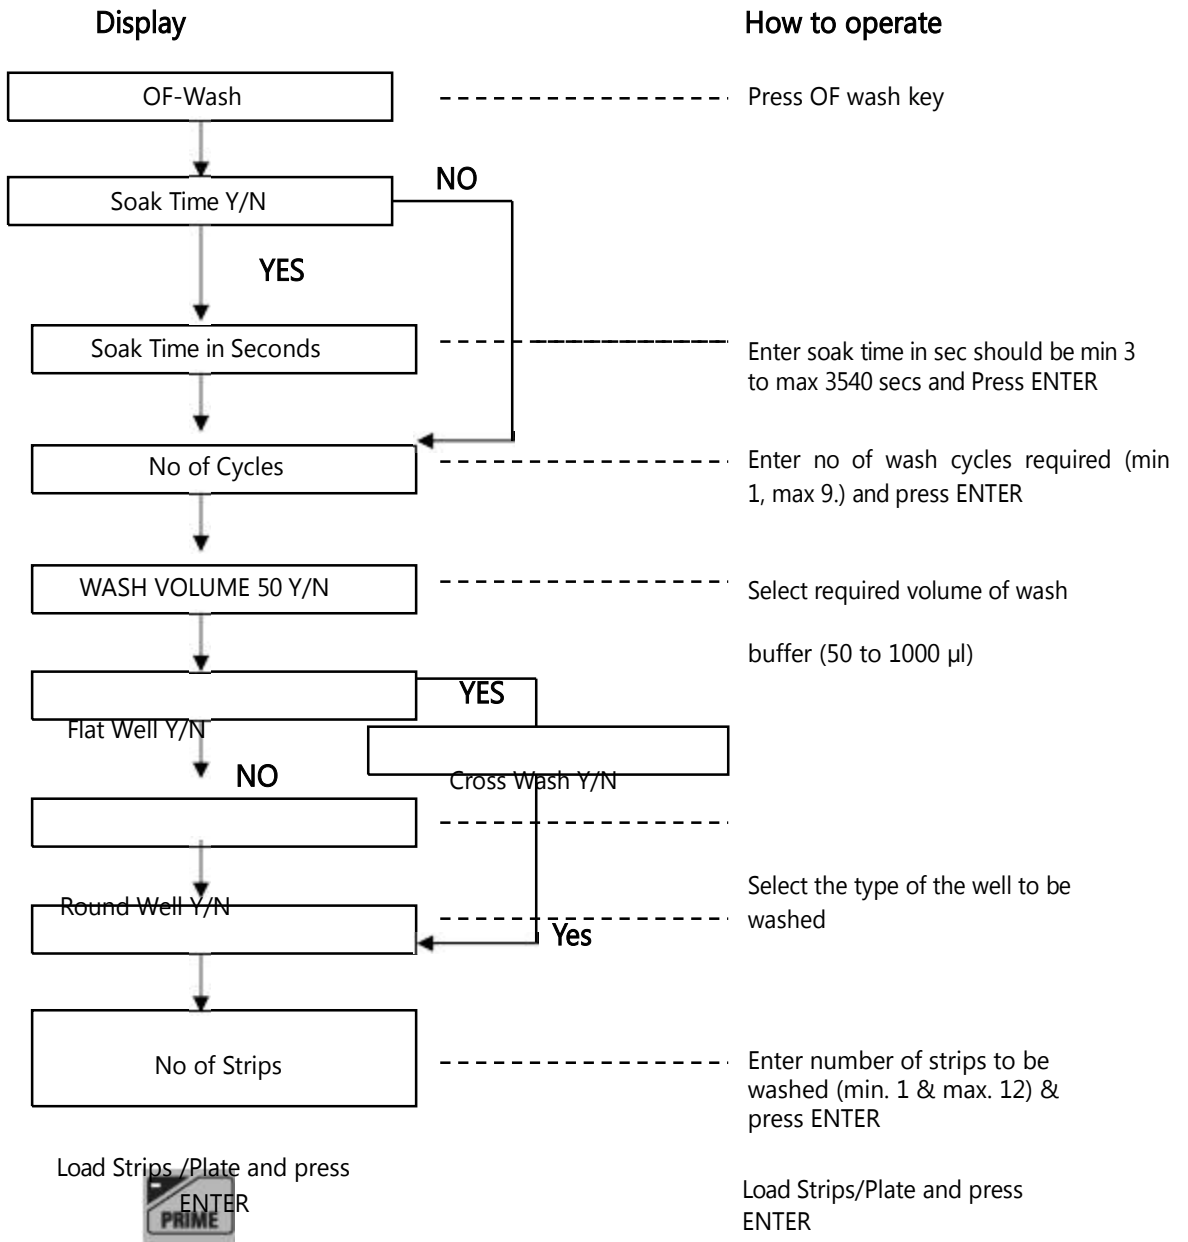 Display
How to operate
OF-Wash
Press OF wash key
Soak Time Y/N
NO
YES
Soak Time in Seconds
Enter soak time in sec should be min 3
to max 3540 secs and Press ENTER
No of Cycles
Enter no of wash cycles required (min
1, max 9.) and press ENTER
WASH VOLUME 50 Y/N
Select required volume of wash
buffer (50 to 1000 µl)
YES
Flat Well Y/N
NO
Cross Wash Y/N
Round Well Y/N
Select the type of the well to be
washed
Yes
No of Strips
Enter number of strips to be
washed (min. 1 & max. 12) &
press ENTER
Load Strips /Plate and press
ENTER
PRIME
Load Strips/Plate and press
ENTER